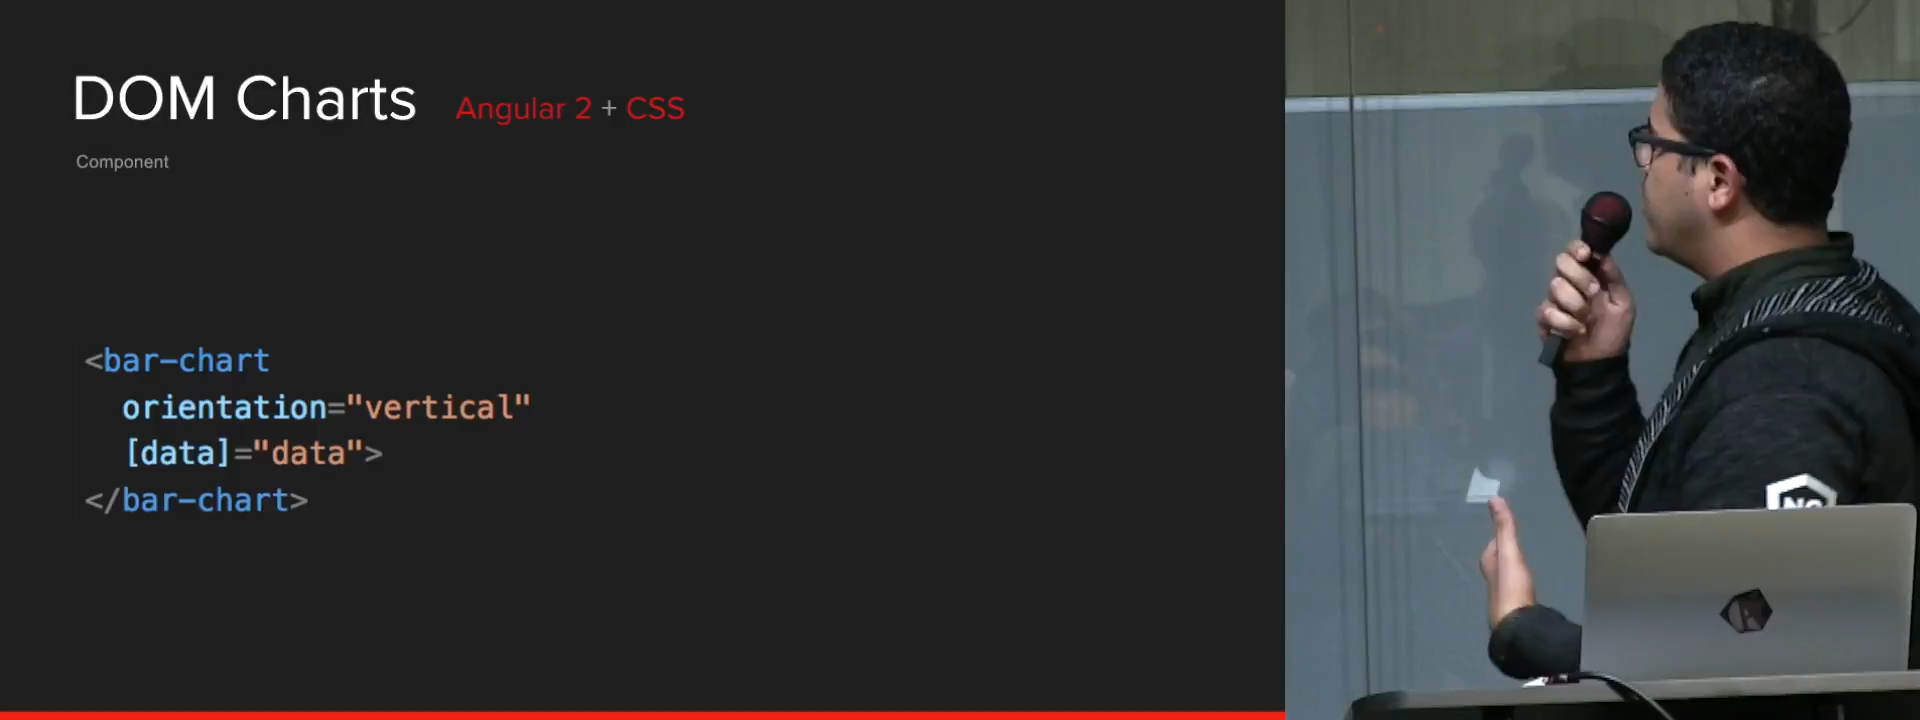 DOM Charts Angular 2 + CSS
Component
<bar-chart
orientation="vertical"
[data]="data">
</bar-chart>